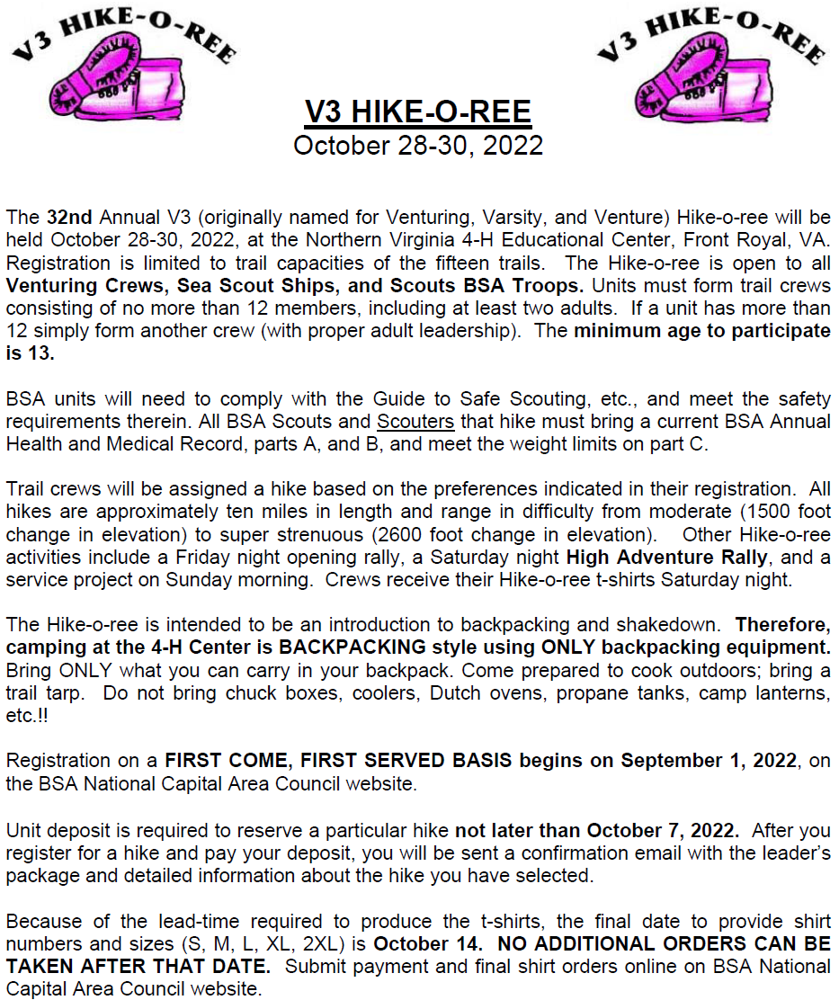 V3 HIKE-O-REE
V3 HIKE-O-REE
V3 HIKE-O-REE
October 28-30, 2022
The 32nd Annual V3 (originally named for Venturing, Varsity, and Venture) Hike-o-ree will be
held October 28-30, 2022, at the Northern Virginia 4-H Educational Center, Front Royal, VA.
Registration is limited to trail capacities of the fifteen trails.  The Hike-o-ree is open to all
Venturing Crews, Sea Scout Ships, and Scouts BSA Troops. Units must form trail crews
consisting of no more than 12 members, including at least two adults.  If a unit has more than
12 simply form another crew (with proper adult leadership).  The minimum age to participate
is 13.
BSA units will need to comply with the Guide to Safe Scouting, etc., and meet the safety
requirements therein. All BSA Scouts and Scouters that hike must bring a current BSA Annual
Health and Medical Record, parts A, and B, and meet the weight limits on part C.
Trail crews will be assigned a hike based on the preferences indicated in their registration.  All
hikes are approximately ten miles in length and range in difficulty from moderate (1500 foot
change in elevation) to super strenuous (2600 foot change in elevation).   Other Hike-o-ree
activities include a Friday night opening rally, a Saturday night High Adventure Rally, and a
service project on Sunday morning.  Crews receive their Hike-o-ree t-shirts Saturday night.
The Hike-o-ree is intended to be an introduction to backpacking and shakedown.  Therefore,
camping at the 4-H Center is BACKPACKING style using ONLY backpacking equipment.
Bring ONLY what you can carry in your backpack. Come prepared to cook outdoors; bring a
trail tarp.  Do not bring chuck boxes, coolers, Dutch ovens, propane tanks, camp lanterns,
etc.!!
Registration on a FIRST COME, FIRST SERVED BASIS begins on September 1, 2022, on
the BSA National Capital Area Council website.
Unit deposit is required to reserve a particular hike not later than October 7, 2022.  After you
register for a hike and pay your deposit, you will be sent a confirmation email with the leader's
package and detailed information about the hike you have selected.
Because of the lead-time required to produce the t-shirts, the final date to provide shirt
numbers and sizes (S, M, L, XL, 2XL) is October 14.  NO ADDITIONAL ORDERS CAN BE
TAKEN AFTER THAT DATE.  Submit payment and final shirt orders online on BSA National
Capital Area Council website.